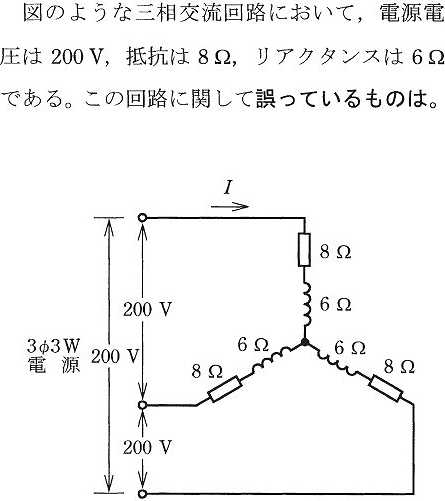 図のような三相交流回路において，電源電
圧は 200 V，抵抗は 8 Ω，リアクタンスは 6 Ω
である。この回路に関して誤っているものは。
I
8 Ω
6 Ω
200 V
3φ3W
電　源
200 V
6 Ω
6 Ω
8 Ω
8 Ω
200 V